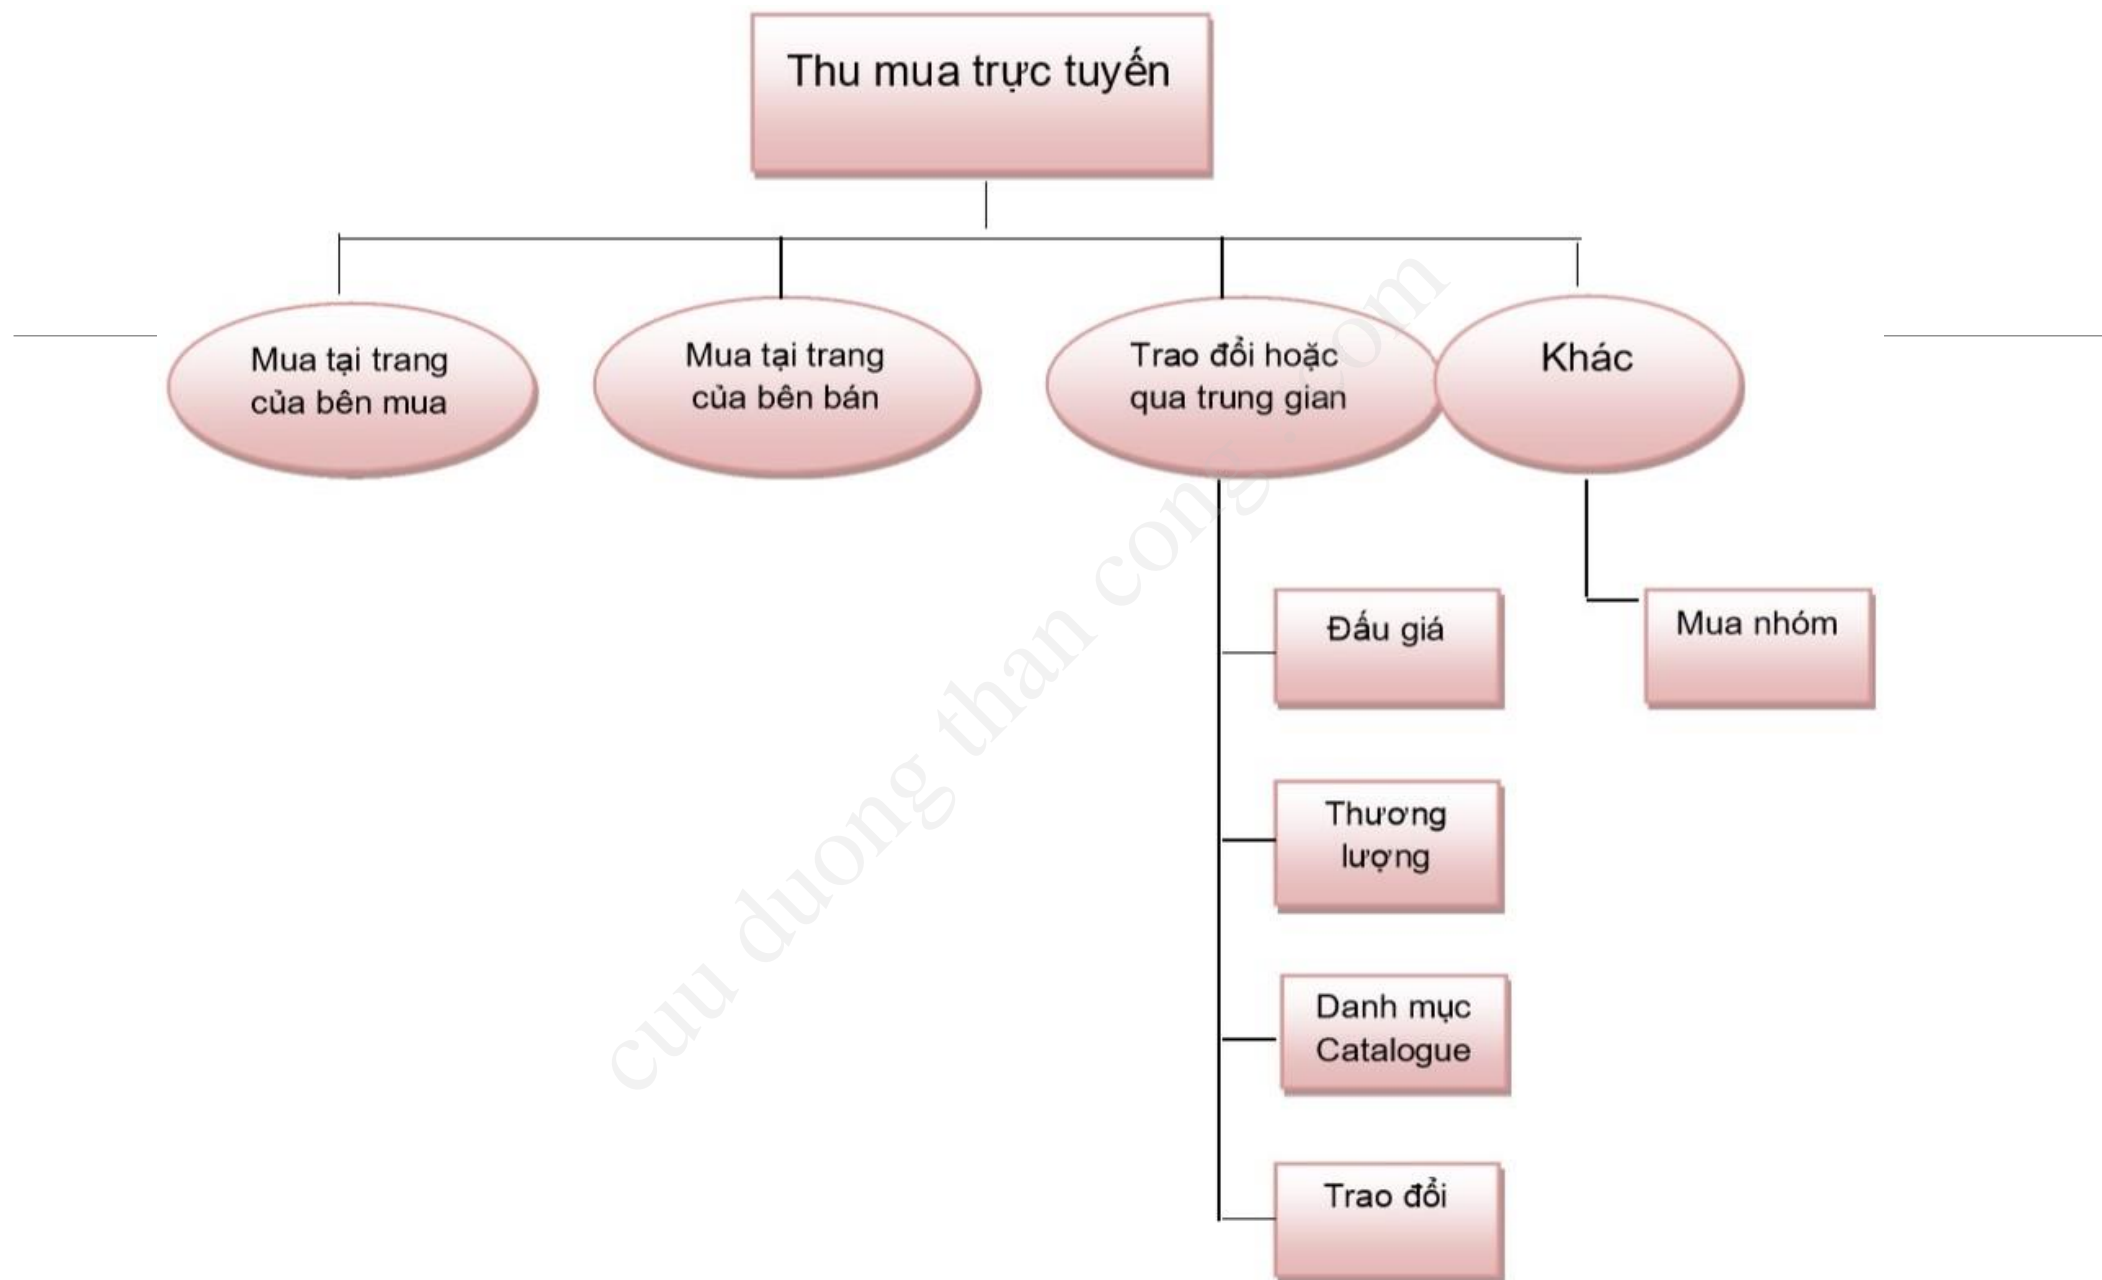 Thu mua trực tuyến
Mua tại trang
của bên mua
Mua tại trang
của bên bán
Trao đổi hoặc
qua trung gian
Khác
Đấu giá
Mua nhóm
Thương
lượng
Danh mục
Catalogue
Trao đổi
cuu duong than cong . com